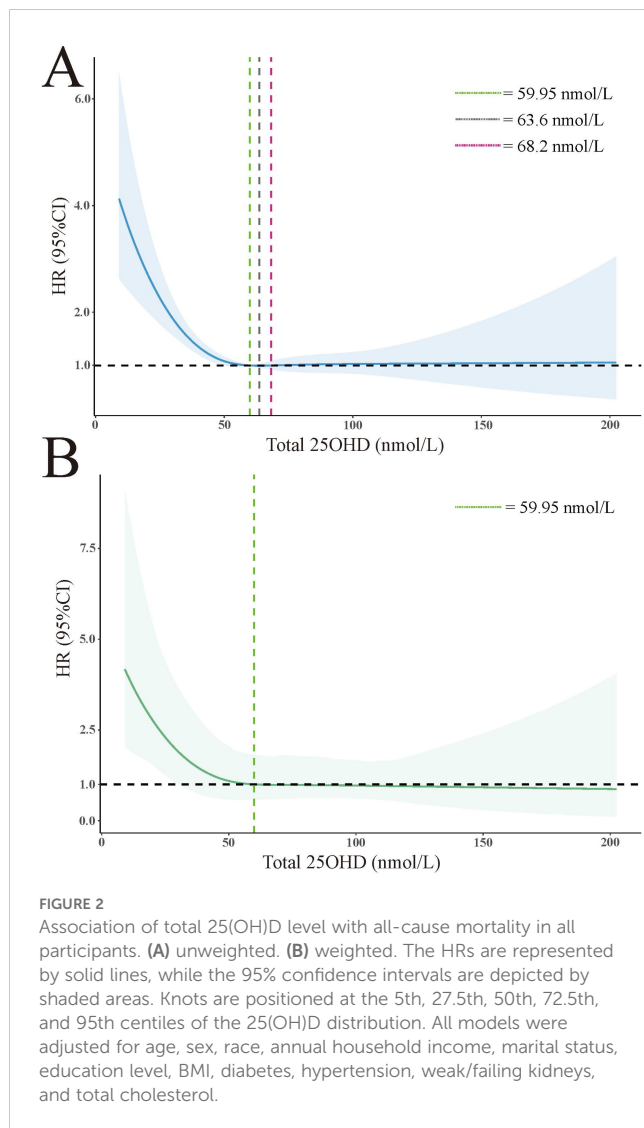 A
6.0
4.0
2.0
1.0
HR (95%CI)
= 59.95 nmol/L
= 63.6 nmol/L
= 68.2 nmol/L
0
50
100
150
200
Total 25OHD (nmol/L)
B
7.5
5.0
2.5
1.0
0.0
HR (95%CI)
= 59.95 nmol/L
0
50
100
150
200
Total 25OHD (nmol/L)
FIGURE 2
Association of total 25(OH)D level with all-cause mortality in all
participants. (A) unweighted. (B) weighted. The HRs are represented
by solid lines, while the 95% confidence intervals are depicted by
shaded areas. Knots are positioned at the 5th, 27.5th, 50th, 72.5th,
and 95th centiles of the 25(OH)D distribution. All models were
adjusted for age, sex, race, annual household income, marital status,
education level, BMI, diabetes, hypertension, weak/failing kidneys,
and total cholesterol.